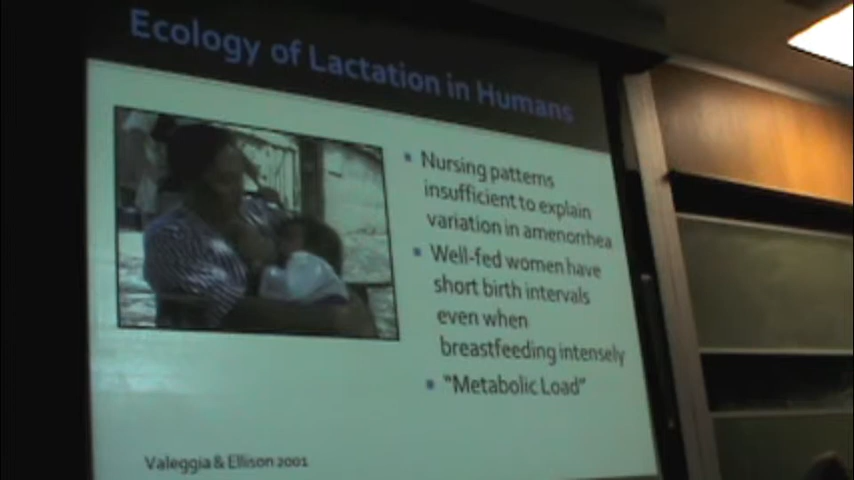 Ecology of Lactation in Humans
Nursing patterns
insufficient to explain
variation in amenorrhea
Well-fed women have
short birth intervals
even when
breastfeeding intensely
"Metabolic Load"
Valeggia & Ellison 2001